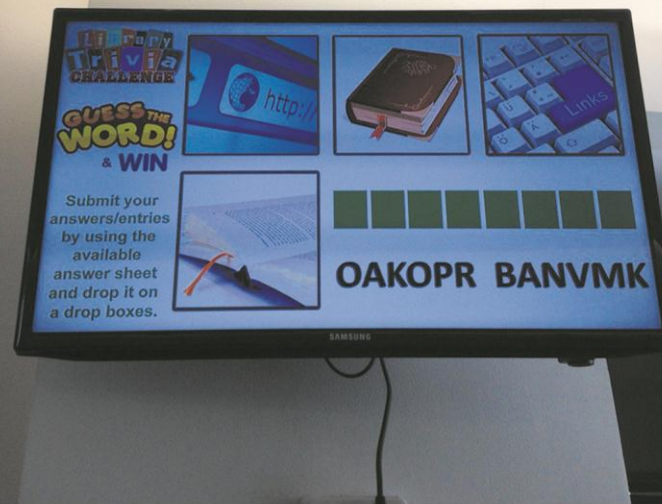 Library
Trivia
CHALLENGE
GUESS THE
WORD!
& WIN
Submit your
answers/entries
by using the
available
answer sheet
and drop it on
a drop boxes.
http://
Links
OAKOPR BANVMK
SAMSUNG